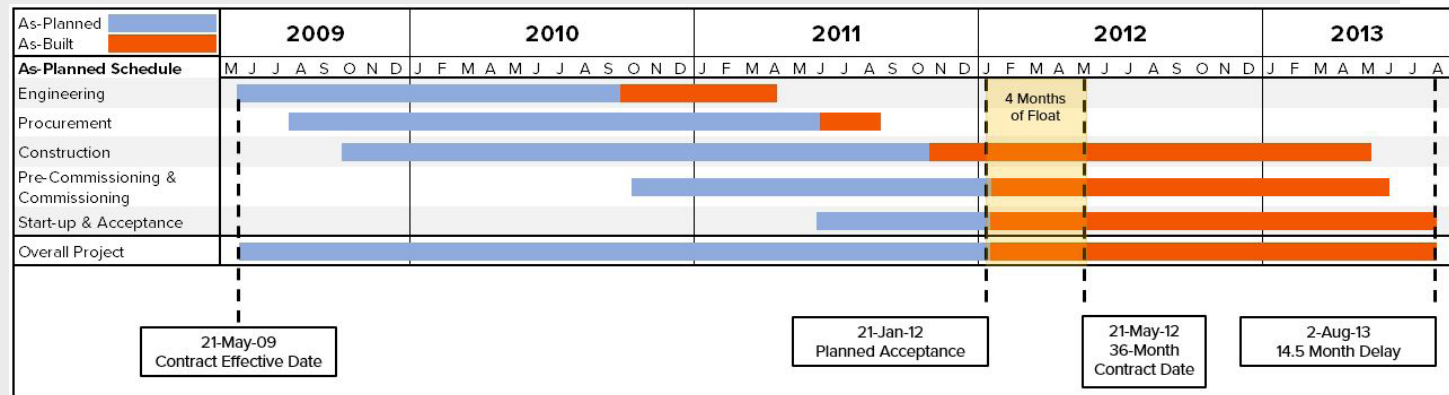 As-Planned
As-Built
2009 2010 2011 2012 2013
As-Planned Schedule M J J A S O N D J F M A M J J A S O N D J F M A M J J A S O N D J F M A M J J A S O N D J F M A M J J A
Engineering
4 Months
of Float
Procurement
Construction
Pre-Commissioning &
Commissioning
Start-up & Acceptance
Overall Project
21-May-09
Contract Effective Date
21-Jan-12
Planned Acceptance
21-May-12
36-Month
Contract Date
2-Aug-13
14.5 Month Delay